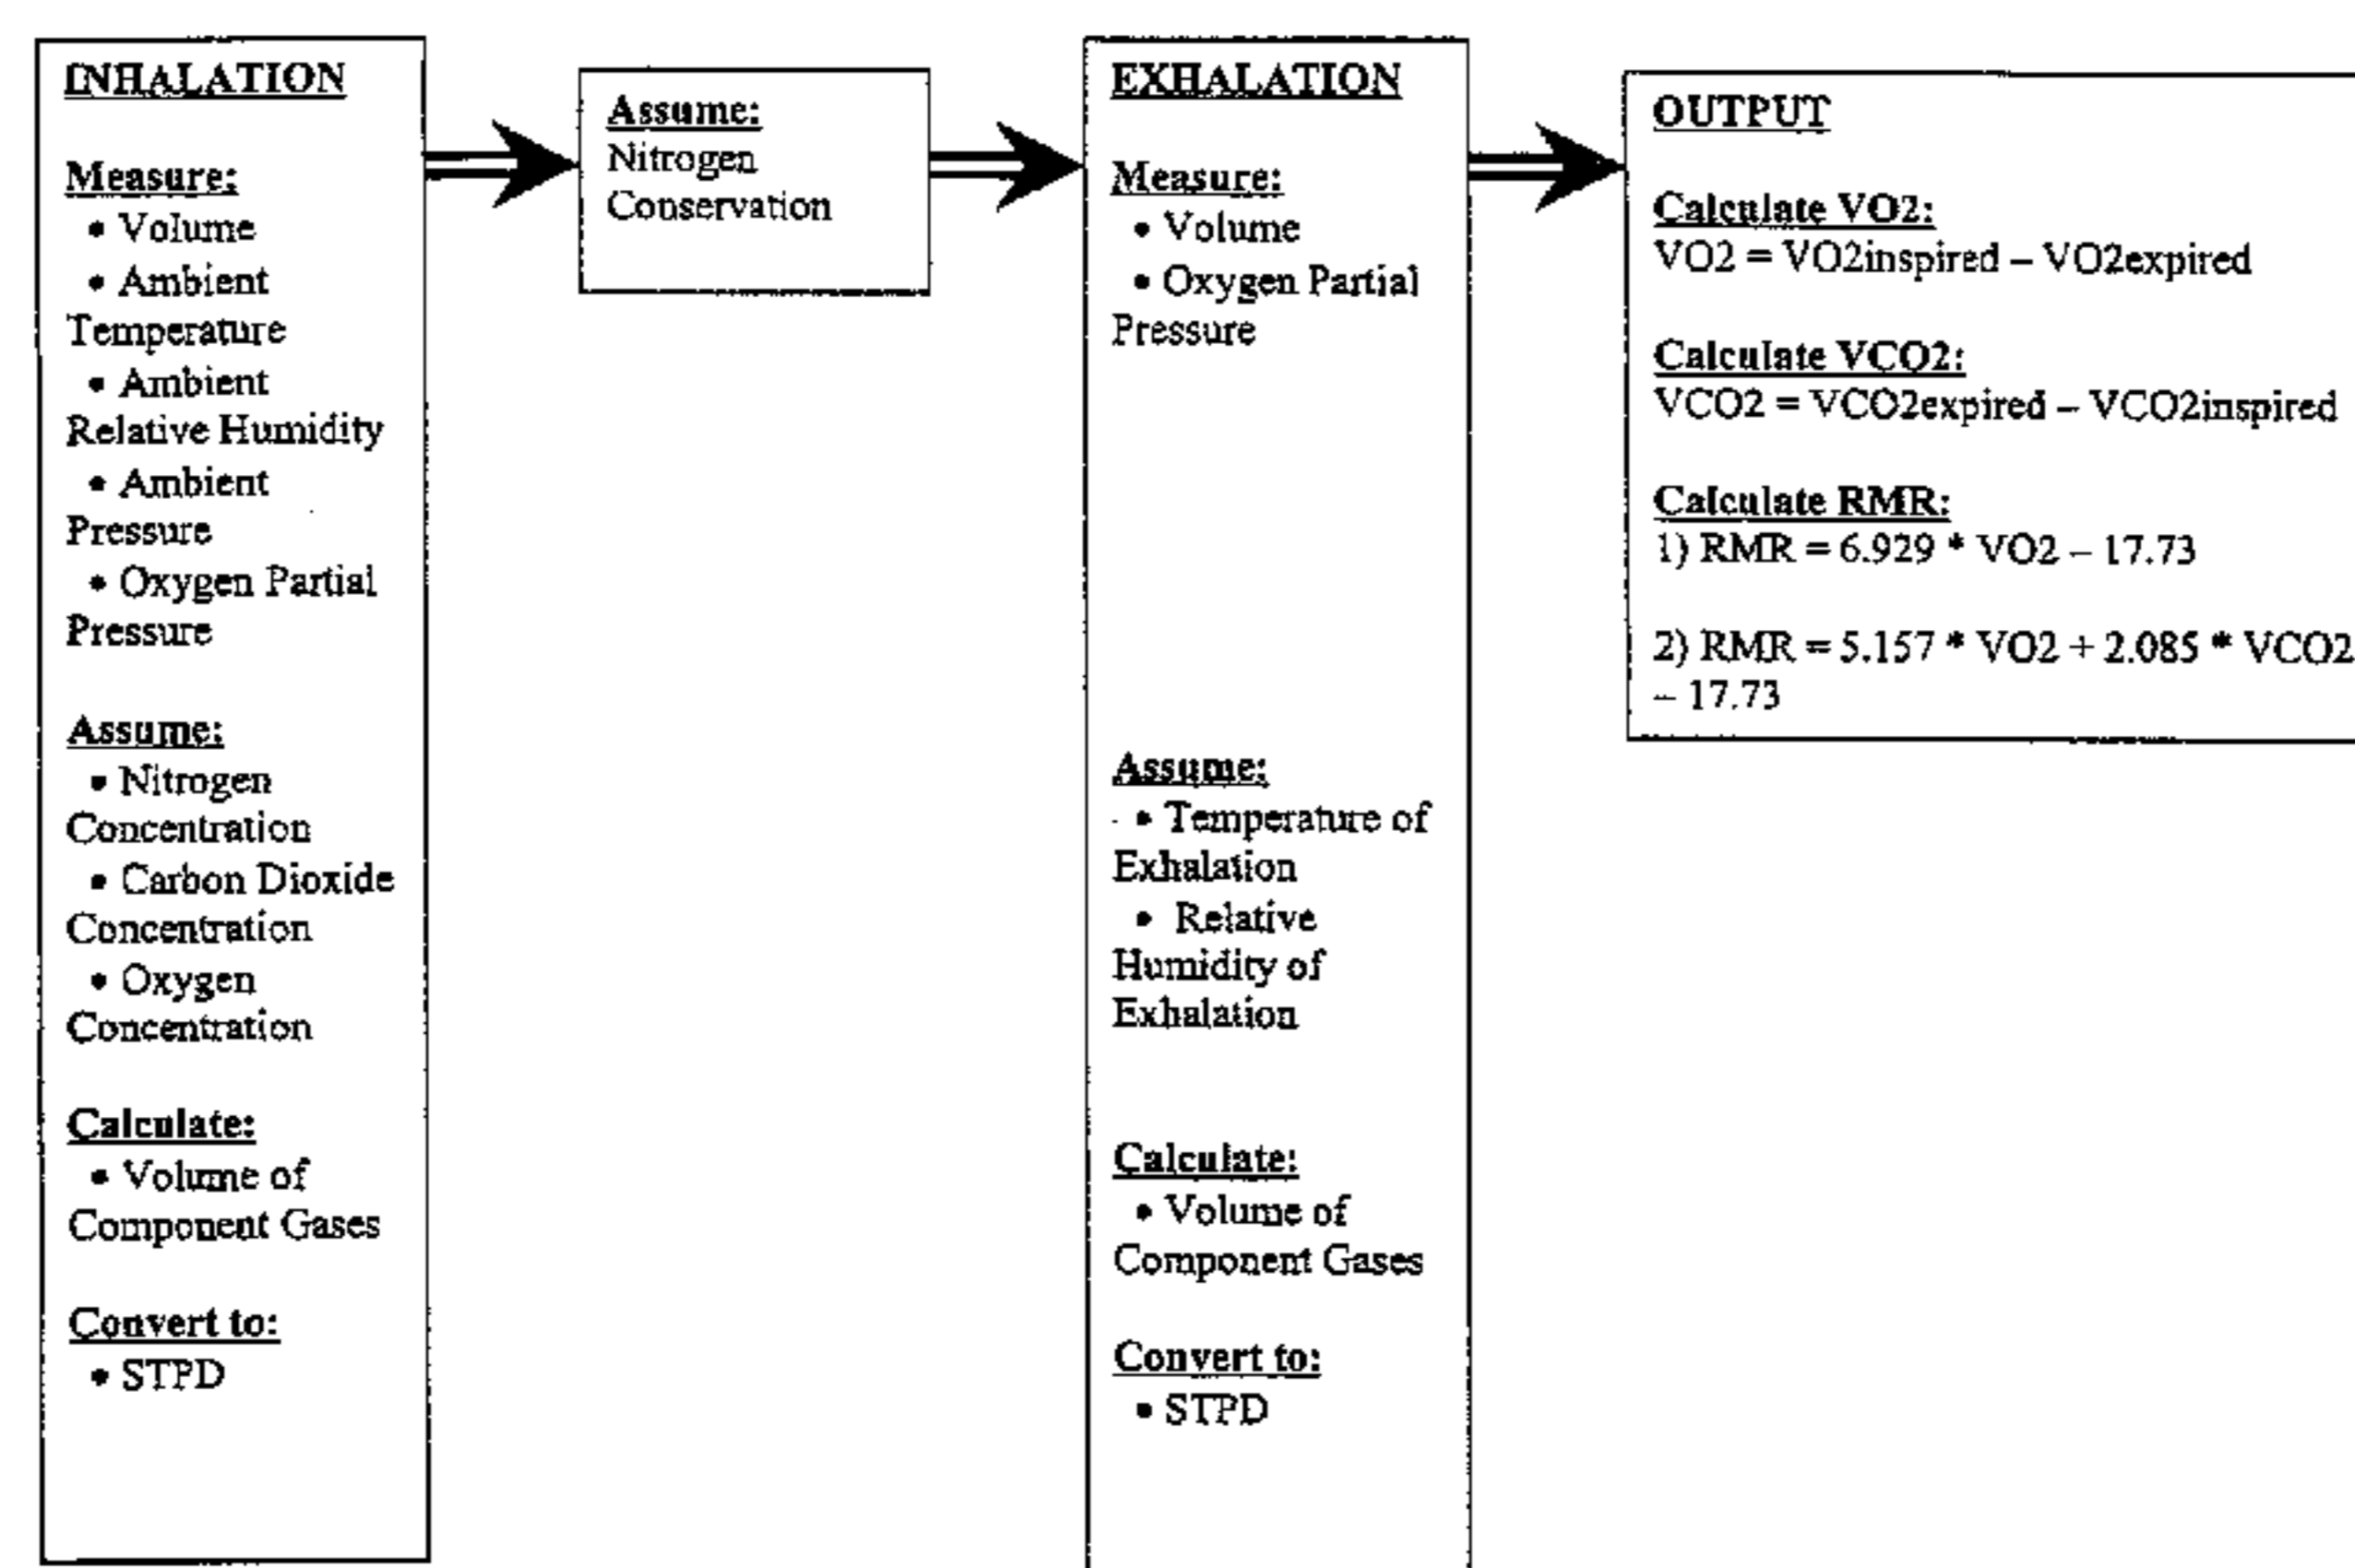 INHALATION
Measure:
• Volume
• Ambient
Temperature
• Ambient
Relative Humidity
• Ambient
Pressure
• Oxygen Partial
Pressure
Assume:
• Nitrogen
Concentration
• Carbon Dioxide
Concentration
• Oxygen
Concentration
Calculate:
• Volume of
Component Gases
Convert to:
• STPD
Assume:
Nitrogen
Conservation
EXHALATION
Measure:
• Volume
• Oxygen Partial
Pressure
Assume:
• Temperature of
Exhalation
• Relative
Humidity of
Exhalation
Calculate:
• Volume of
Component Gases
Convert to:
• STPD
OUTPUT
Calculate VO2:
VO2 = VO2inspired – VO2expired
Calculate VCO2:
VCO2 = VCO2expired – VCO2inspired
Calculate RMR:
1) RMR = 6.929 * VO2 – 17.73
2) RMR = 5.157 * VO2 + 2.085 * VCO2
– 17.73